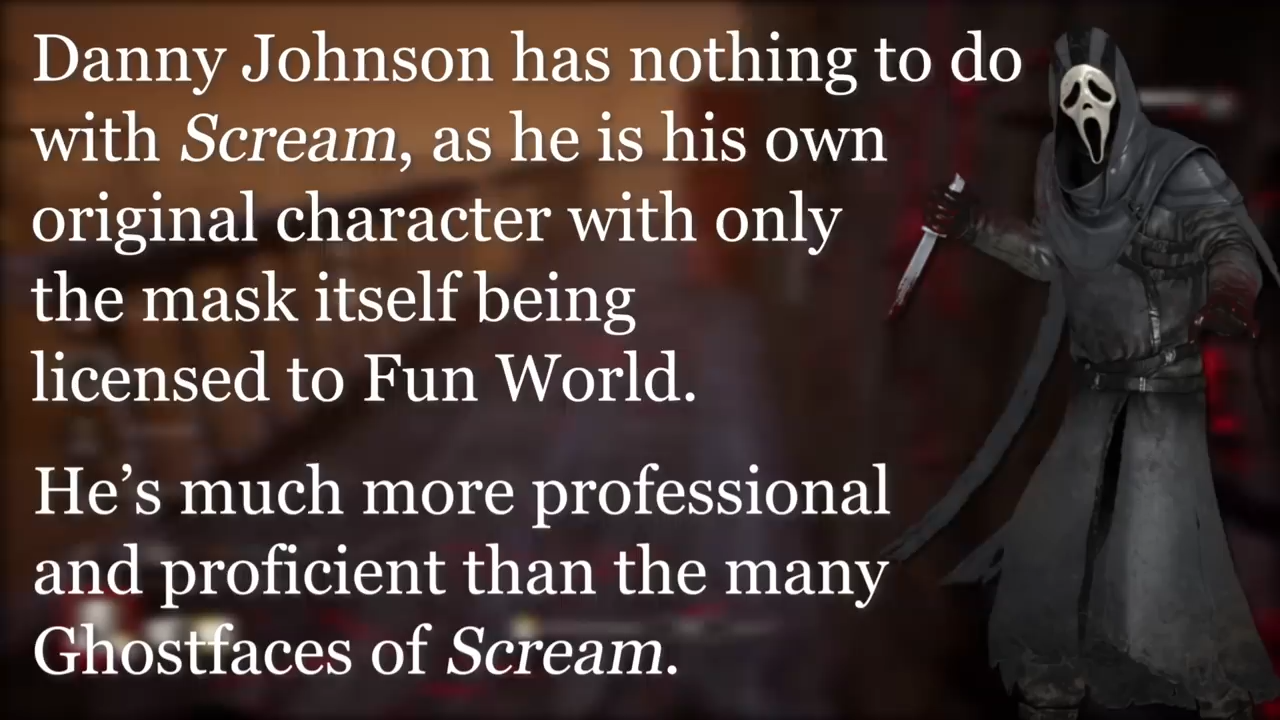 Danny Johnson has nothing to do
with Scream, as he is his own
original character with only
the mask itself being
licensed to Fun World.
He’s much more professional
and proficient than the many
Ghostfaces of Scream.